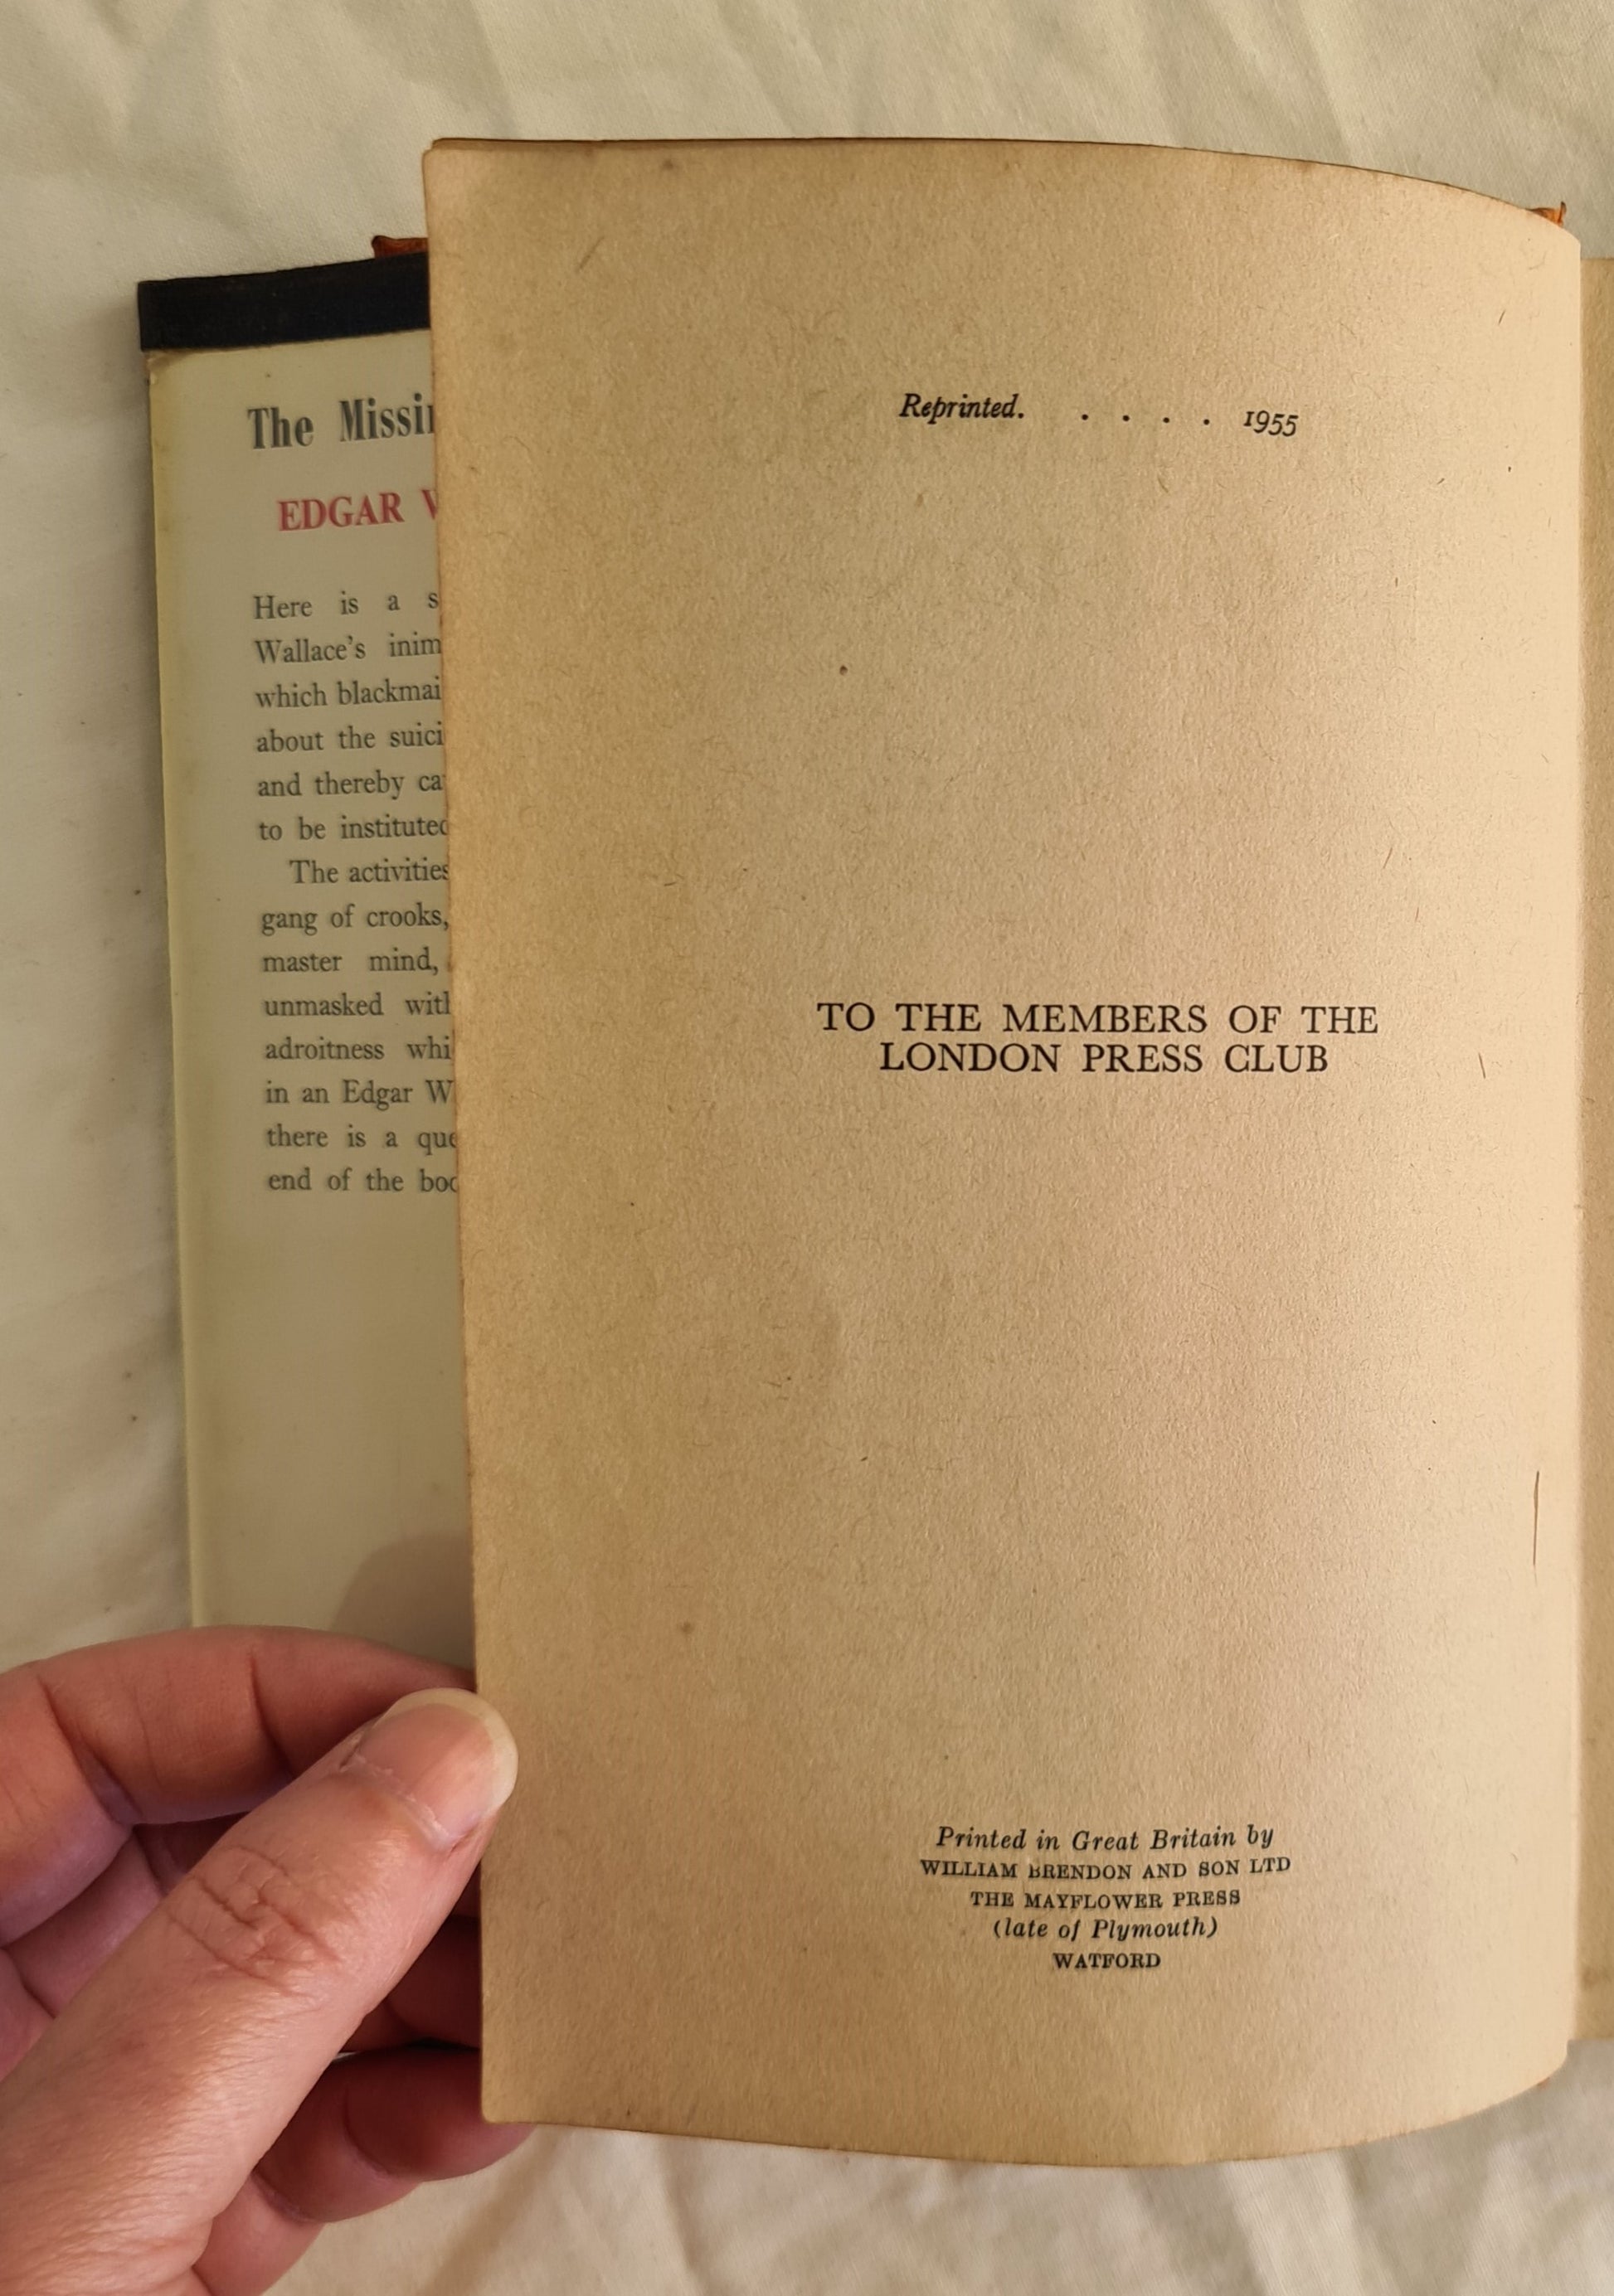 The Missi
EDGAR
Here is a s
Wallace's inim
which blackmai
about the suici
and thereby ca
to be instituted
The activities
gang of crooks,
master mind,
unmasked with
adroitness whi
in an Edgar W
there is a que
end of the boo
Reprinted. . . . . 1955
TO THE MEMBERS OF THE
LONDON PRESS CLUB
Printed in Great Britain by
WILLIAM BRENDON AND SON LTD
THE MAYFLOWER PRESS
(late of Plymouth)
WATFORD